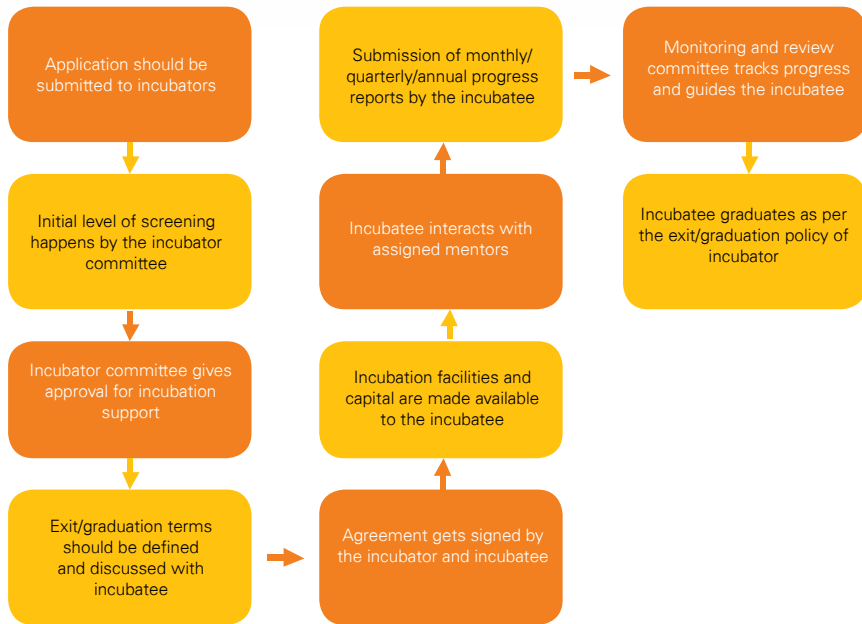 Application should be
submitted to incubators
Initial level of screening
happens by the incubator
committee
Incubator committee gives
approval for incubation
support
Exit/graduation terms
should be defined
and discussed with
incubatee
Agreement gets signed by
the incubator and incubatee
Incubation facilities and
capital are made available
to the incubatee
Incubatee interacts with
assigned mentors
Submission of monthly/
quarterly/annual progress
reports by the incubatee
Monitoring and review
committee tracks progress
and guides the incubatee
Incubatee graduates as per
the exit/graduation policy of
incubator